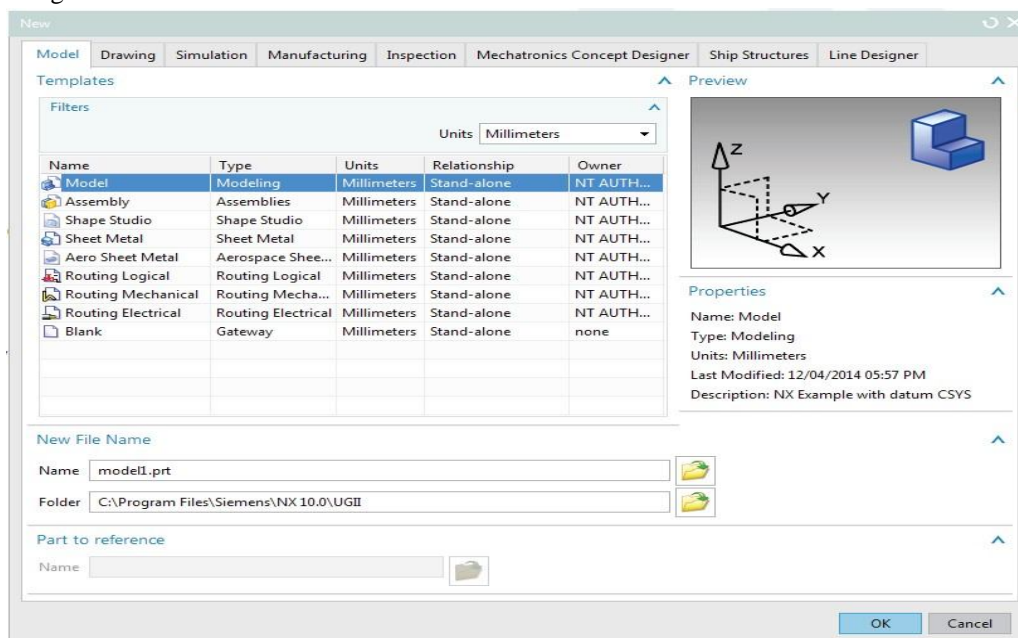 New
Model Drawing Simulation Manufacturing Inspection Mechatronics Concept Designer Ship Structures Line Designer
Templates
Filters
Units Millimeters
Name Type Units Relationship Owner
Model Modeling Millimeters Stand-alone NT AUTH...
Assembly Assemblies Millimeters Stand-alone NT AUTH...
Shape Studio Shape Studio Millimeters Stand-alone NT AUTH...
Sheet Metal Sheet Metal Millimeters Stand-alone NT AUTH...
Aero Sheet Metal Aerospace Shee... Millimeters Stand-alone NT AUTH...
Routing Logical Routing Logical Millimeters Stand-alone NT AUTH...
Routing Mechanical Routing Mecha... Millimeters Stand-alone NT AUTH...
Routing Electrical Routing Electrical Millimeters Stand-alone NT AUTH...
Blank Gateway Millimeters Stand-alone none
Preview
Z
Y
X
Properties
Name: Model
Type: Modeling
Units: Millimeters
Last Modified: 12/04/2014 05:57 PM
Description: NX Example with datum CSYS
New File Name
Name model1.prt
Folder C:\Program Files\Siemens\NX 10.0\UGII
Part to reference
Name
OK Cancel